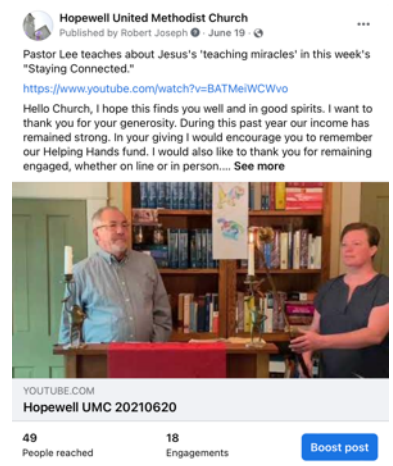 Hopewell United Methodist Church
Published by Robert Joseph · June 19 ·
Pastor Lee teaches about Jesus's 'teaching miracles' in this week's
"Staying Connected."
https://www.youtube.com/watch?v=BATMeiWCWvo
Hello Church, I hope this finds you well and in good spirits. I want to
thank you for your generosity. During this past year our income has
remained strong. In your giving I would encourage you to remember
our Helping Hands fund. I would also like to thank you for remaining
engaged, whether on line or in person.... See more
YOUTUBE.COM
Hopewell UMC 20210620
49
People reached
18
Engagements
Boost post